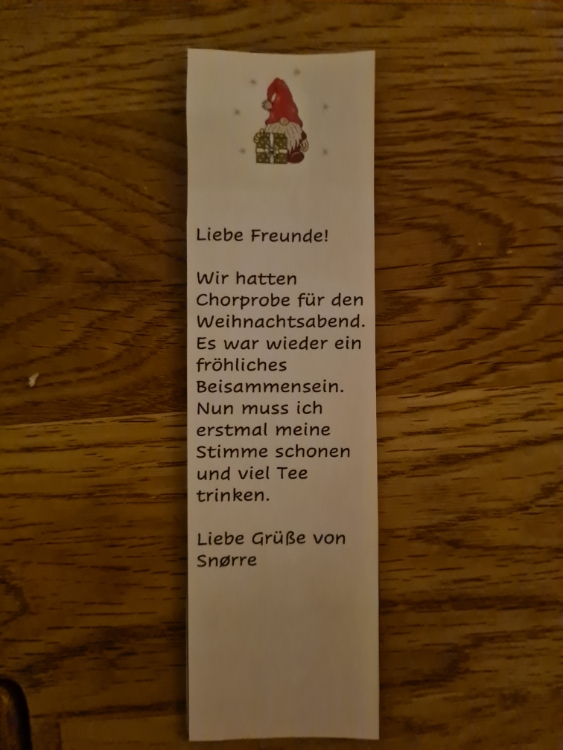 Liebe Freunde!
Wir hatten
Chorprobe für den
Weihnachtsabend.
Es war wieder ein
fröhliches
Beisammensein.
Nun muss ich
erstmal meine
Stimme schonen
und viel Tee
trinken.
Liebe Grüße von
Snørre